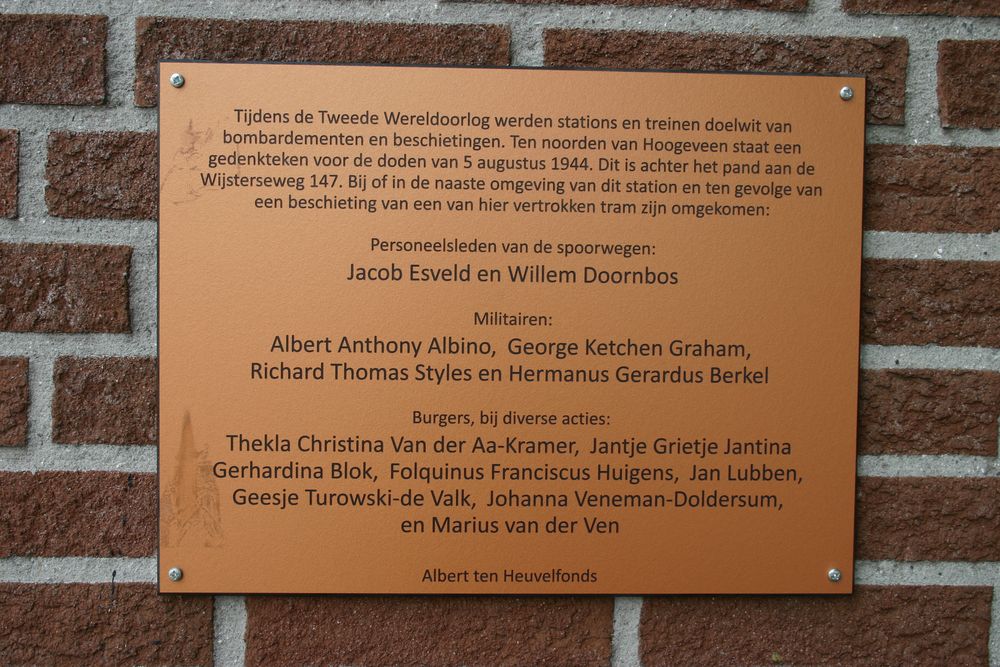 Tijdens de Tweede Wereldoorlog werden stations en treinen doelwit van
bombardementen en beschietingen. Ten noorden van Hoogeveen staat een
gedenkteken voor de doden van 5 augustus 1944. Dit is achter het pand aan de
Wijsterseweg 147. Bij of in de naaste omgeving van dit station en ten gevolge van
een beschieting van een van hier vertrokken tram zijn omgekomen:
Personeelsleden van de spoorwegen:
Jacob Esveld en Willem Doornbos
Militairen:
Albert Anthony Albino, George Ketchen Graham,
Richard Thomas Styles en Hermanus Gerardus Berkel
Burgers, bij diverse acties:
Thekla Christina Van der Aa-Kramer, Jantje Grietje Jantina
Gerhardina Blok, Folquinus Franciscus Huigens, Jan Lubben,
Geesje Turowski-de Valk, Johanna Veneman-Doldersum,
en Marius van der Ven
Albert ten Heuvelfonds